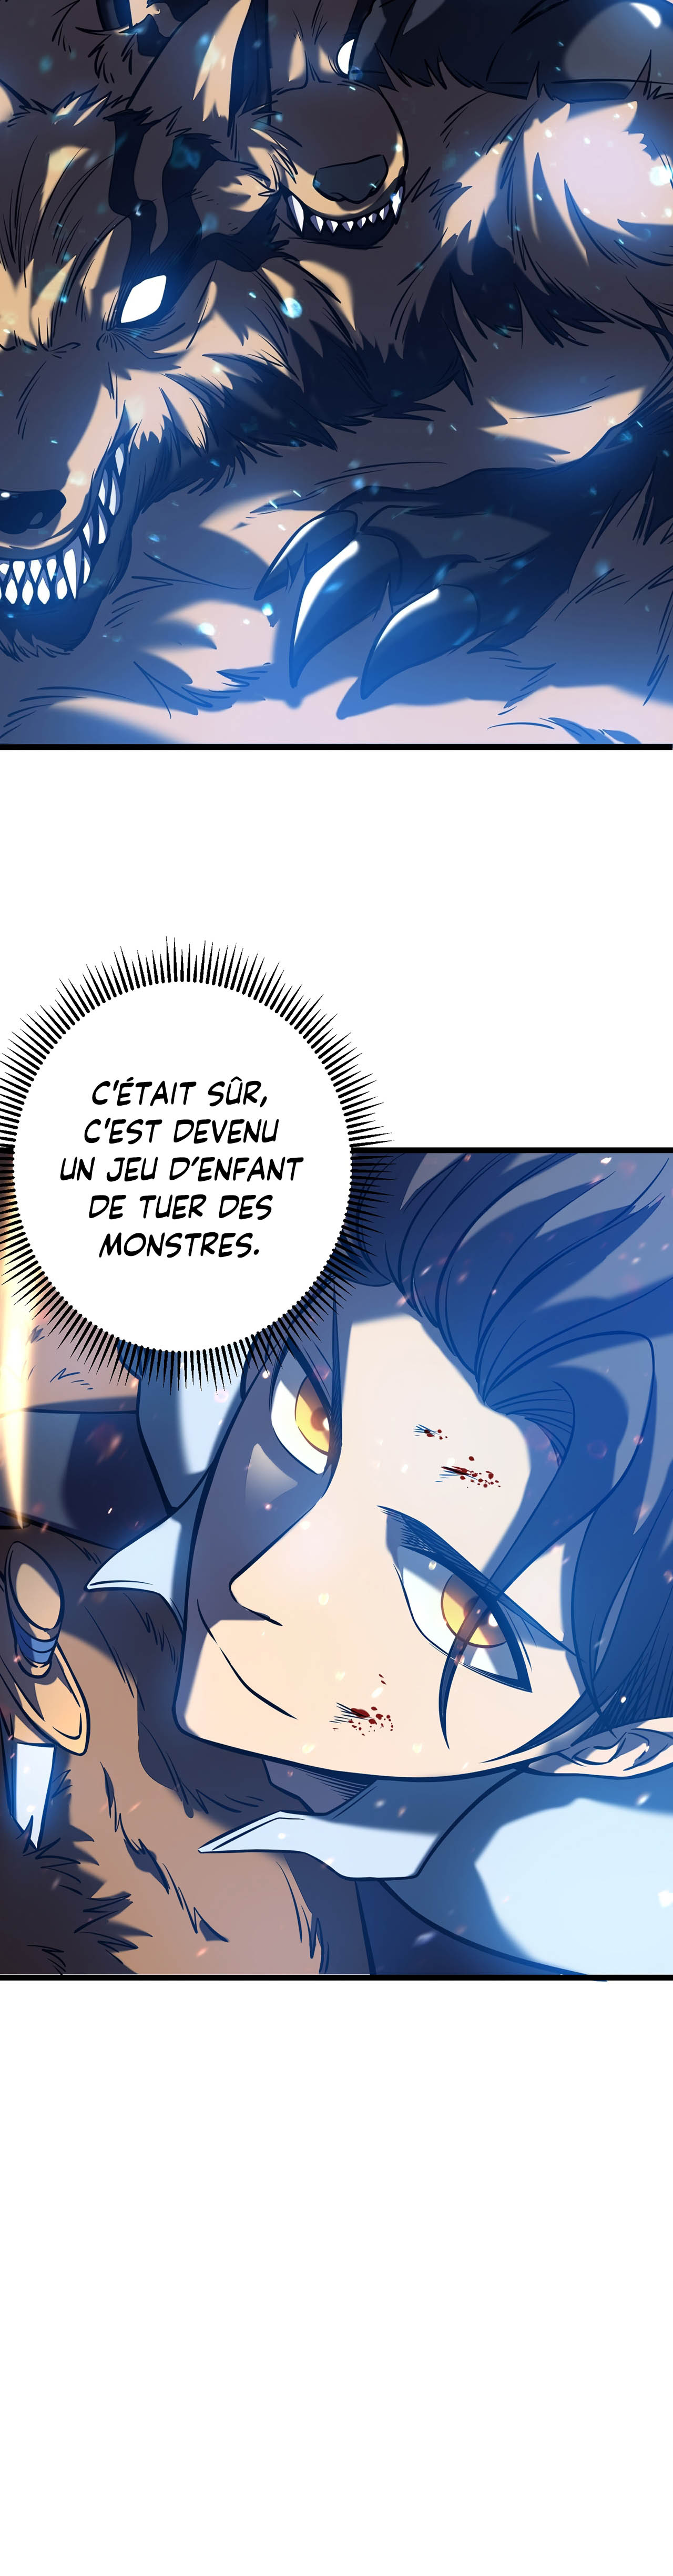 C'ÉTAIT SÛR,
C'EST DEVENU
UN JEU D'ENFANT
DE TUER DES
MONSTRES.